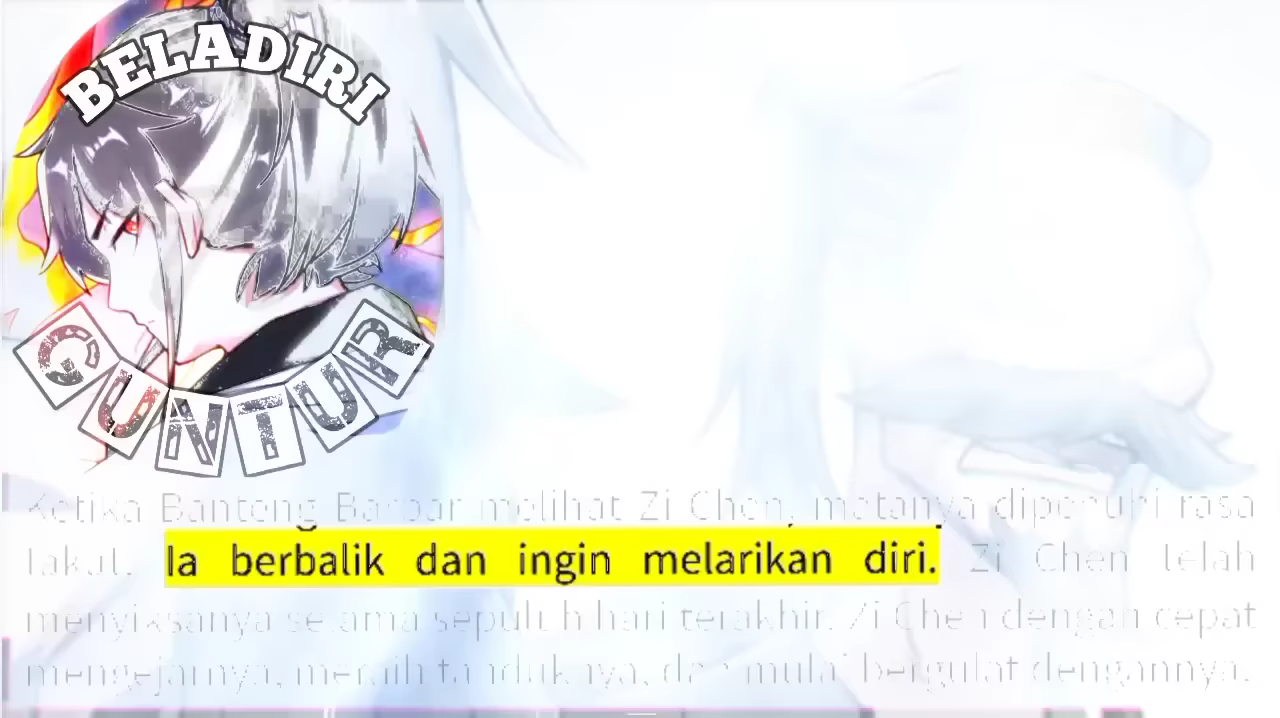 BELADIRI
GUNTUR
Ketika Banteng Barbar melihat Zi Chen, matanya dipenuhi rasa
takut. Ia berbalik dan ingin melarikan diri. Zi Chen telah
menyiksanya selama sepuluh hari terakhir. Zi Chen dengan cepat
mengejarnya, meraih tanduknya, dan mulai bergulat dengannya.